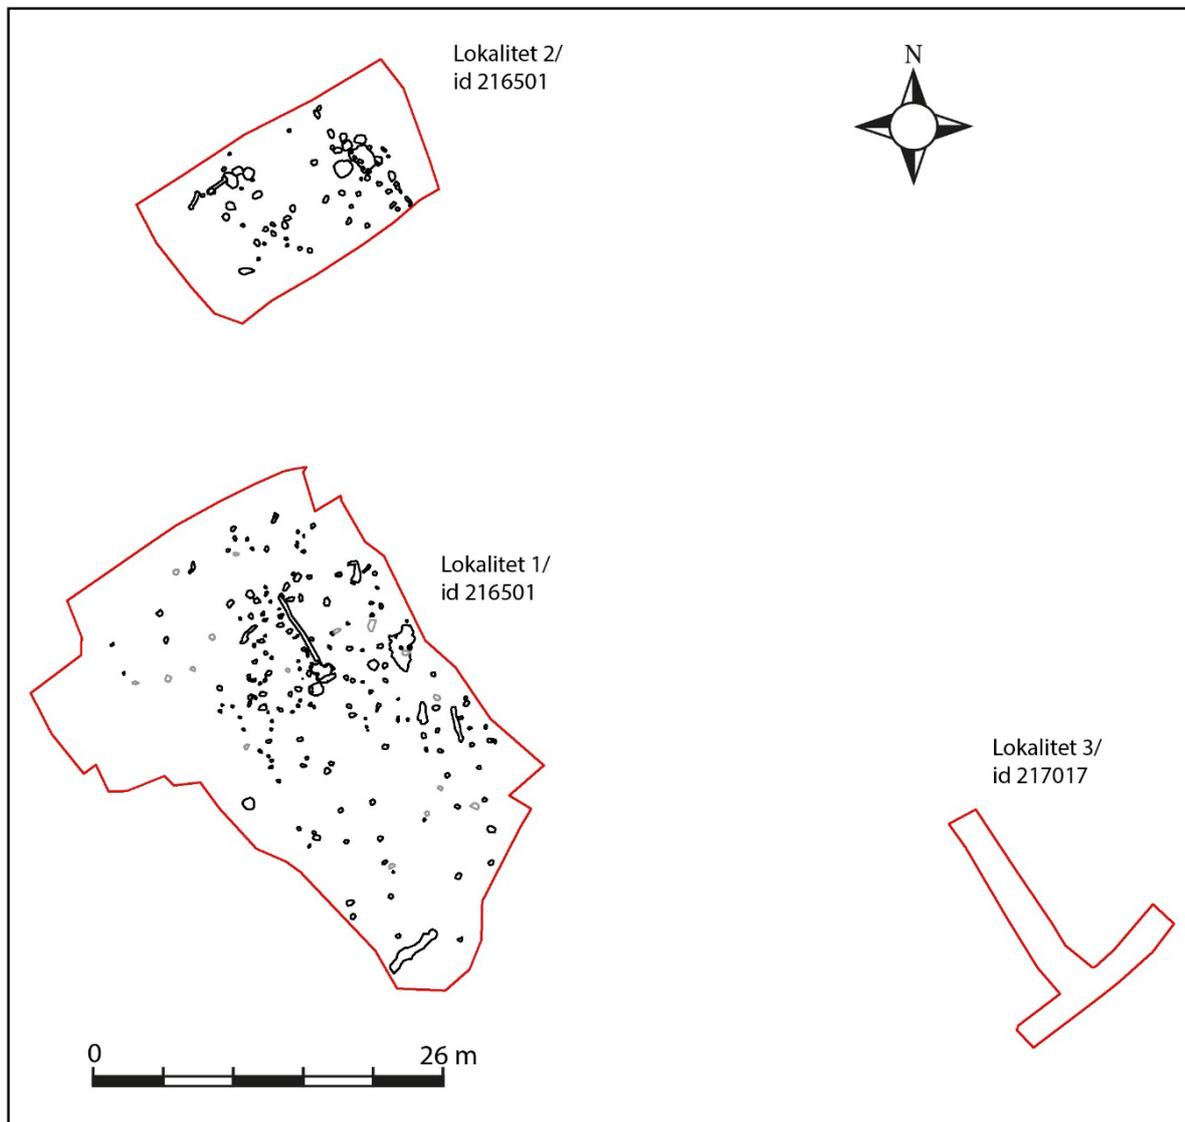 Lokalitet 2/
id 216501
N
Lokalitet 1/
id 216501
Lokalitet 3/
id 217017
0 26 m